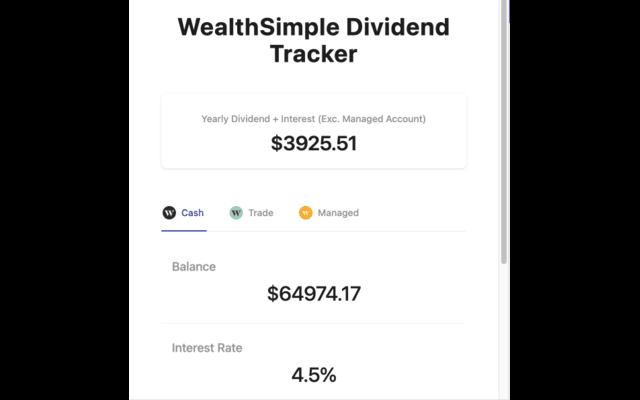 WealthSimple Dividend
Tracker
Yearly Dividend + Interest (Exc. Managed Account)
$3925.51
W Cash W Trade W Managed
Balance
$64974.17
Interest Rate
4.5%